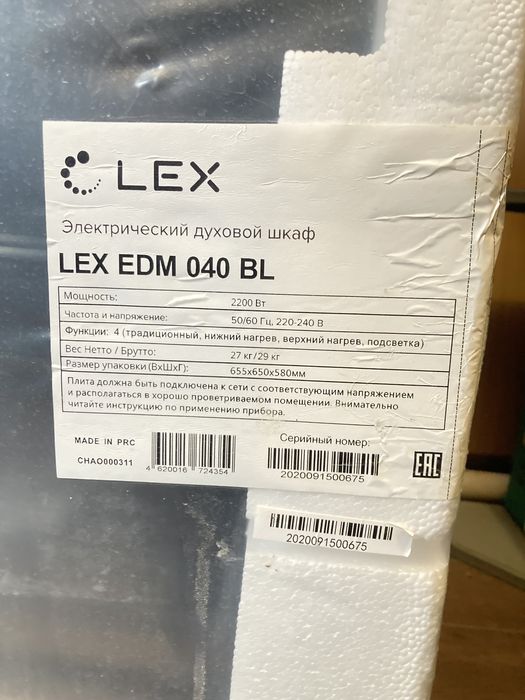 LEX
Электрический духовой шкаф
LEX EDM 040 BL
Мощность: 2200 Вт
Частота и напряжение: 50/60 Гц, 220-240 В
Функции: 4 (традиционный, нижний нагрев, верхний нагрев, подсветка)
Вес Нетто / Брутто: 27 кг/29 кг
Размер упаковки (ВхШхГ): 655х650х580мм
Плита должна быть подключена к сети с соответствующим напряжением
и располагаться в хорошо проветриваемом помещении. Внимательно
читайте инструкцию по применению прибора.
MADE IN PRC
CHAO000311
4 620016 724354
Серийный номер:
2020091500675
EAC
2020091500675